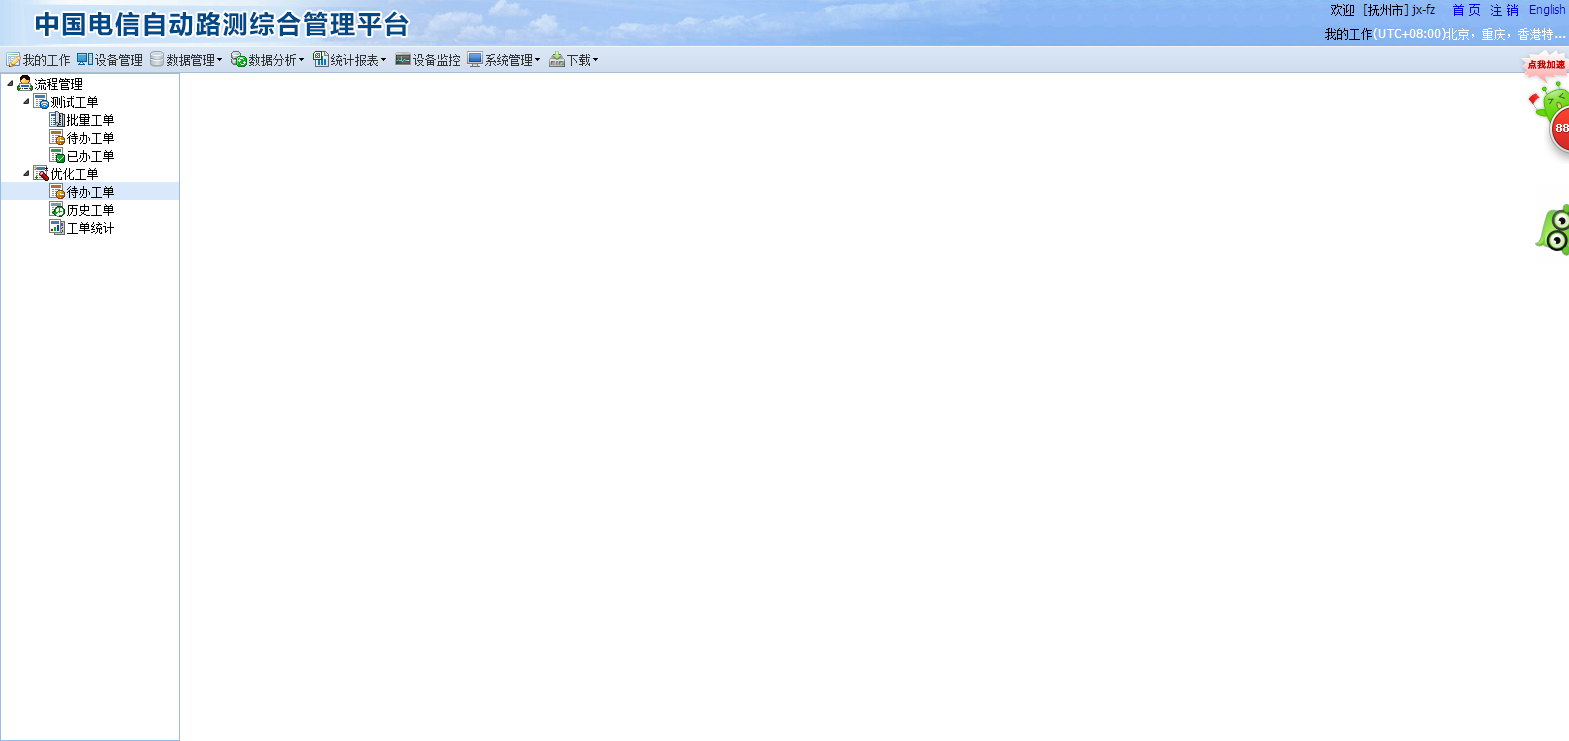 中国电信自动路测综合管理平台
欢迎 [抚州市] jx-fz 首 页 注 销 English
我的工作(UTC+08:00)北京，重庆，香港特...
我的工作 设备管理 数据管理 数据分析 统计报表 设备监控 系统管理 下载
点我加速
88
流程管理
测试工单
批量工单
待办工单
已办工单
优化工单
待办工单
历史工单
工单统计